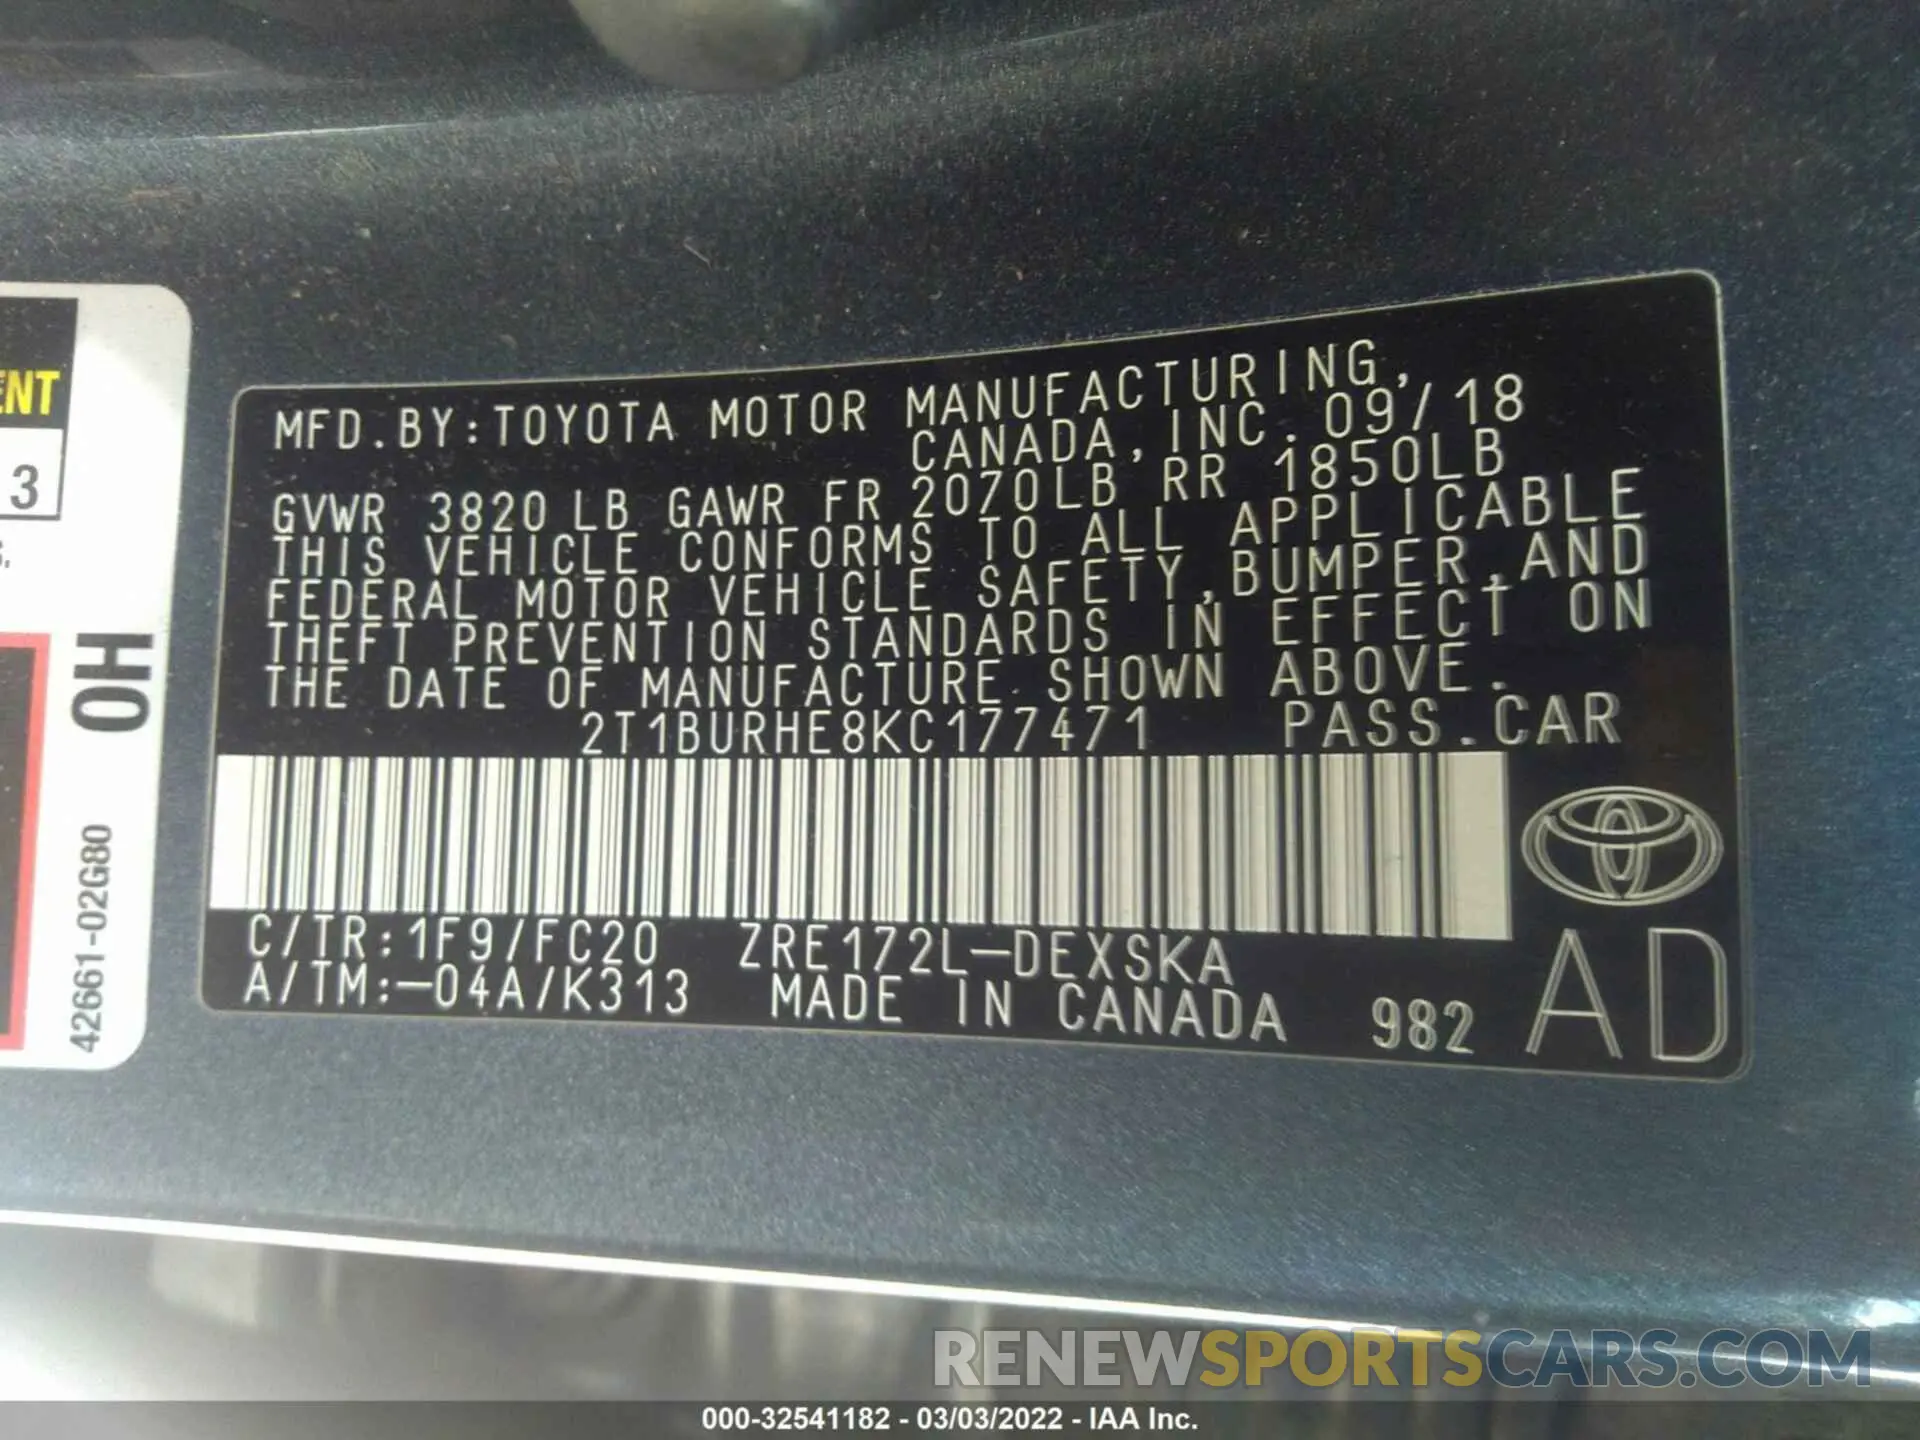 ENT
3
S.
0H
42661-02G80
MFD.BY:TOYOTA MOTOR MANUFACTURING,
CANADA,INC. 09/18
GVWR 3820 LB GAWR FR 2070LB RR 1850LB
THIS VEHICLE CONFORMS TO ALL APPLICABLE
FEDERAL MOTOR VEHICLE SAFETY,BUMPER,AND
THEFT PREVENTION STANDARDS IN EFFECT ON
THE DATE OF MANUFACTURE SHOWN ABOVE.
2T1BURHE8KC177471 PASS.CAR
C/TR:1F9/FC20 ZRE172L-DEXSKA
A/TM:-04A/K313 MADE IN CANADA 982 AD
RENEWSPORTSCARS.COM
000-32541182 - 03/03/2022 - IAA Inc.